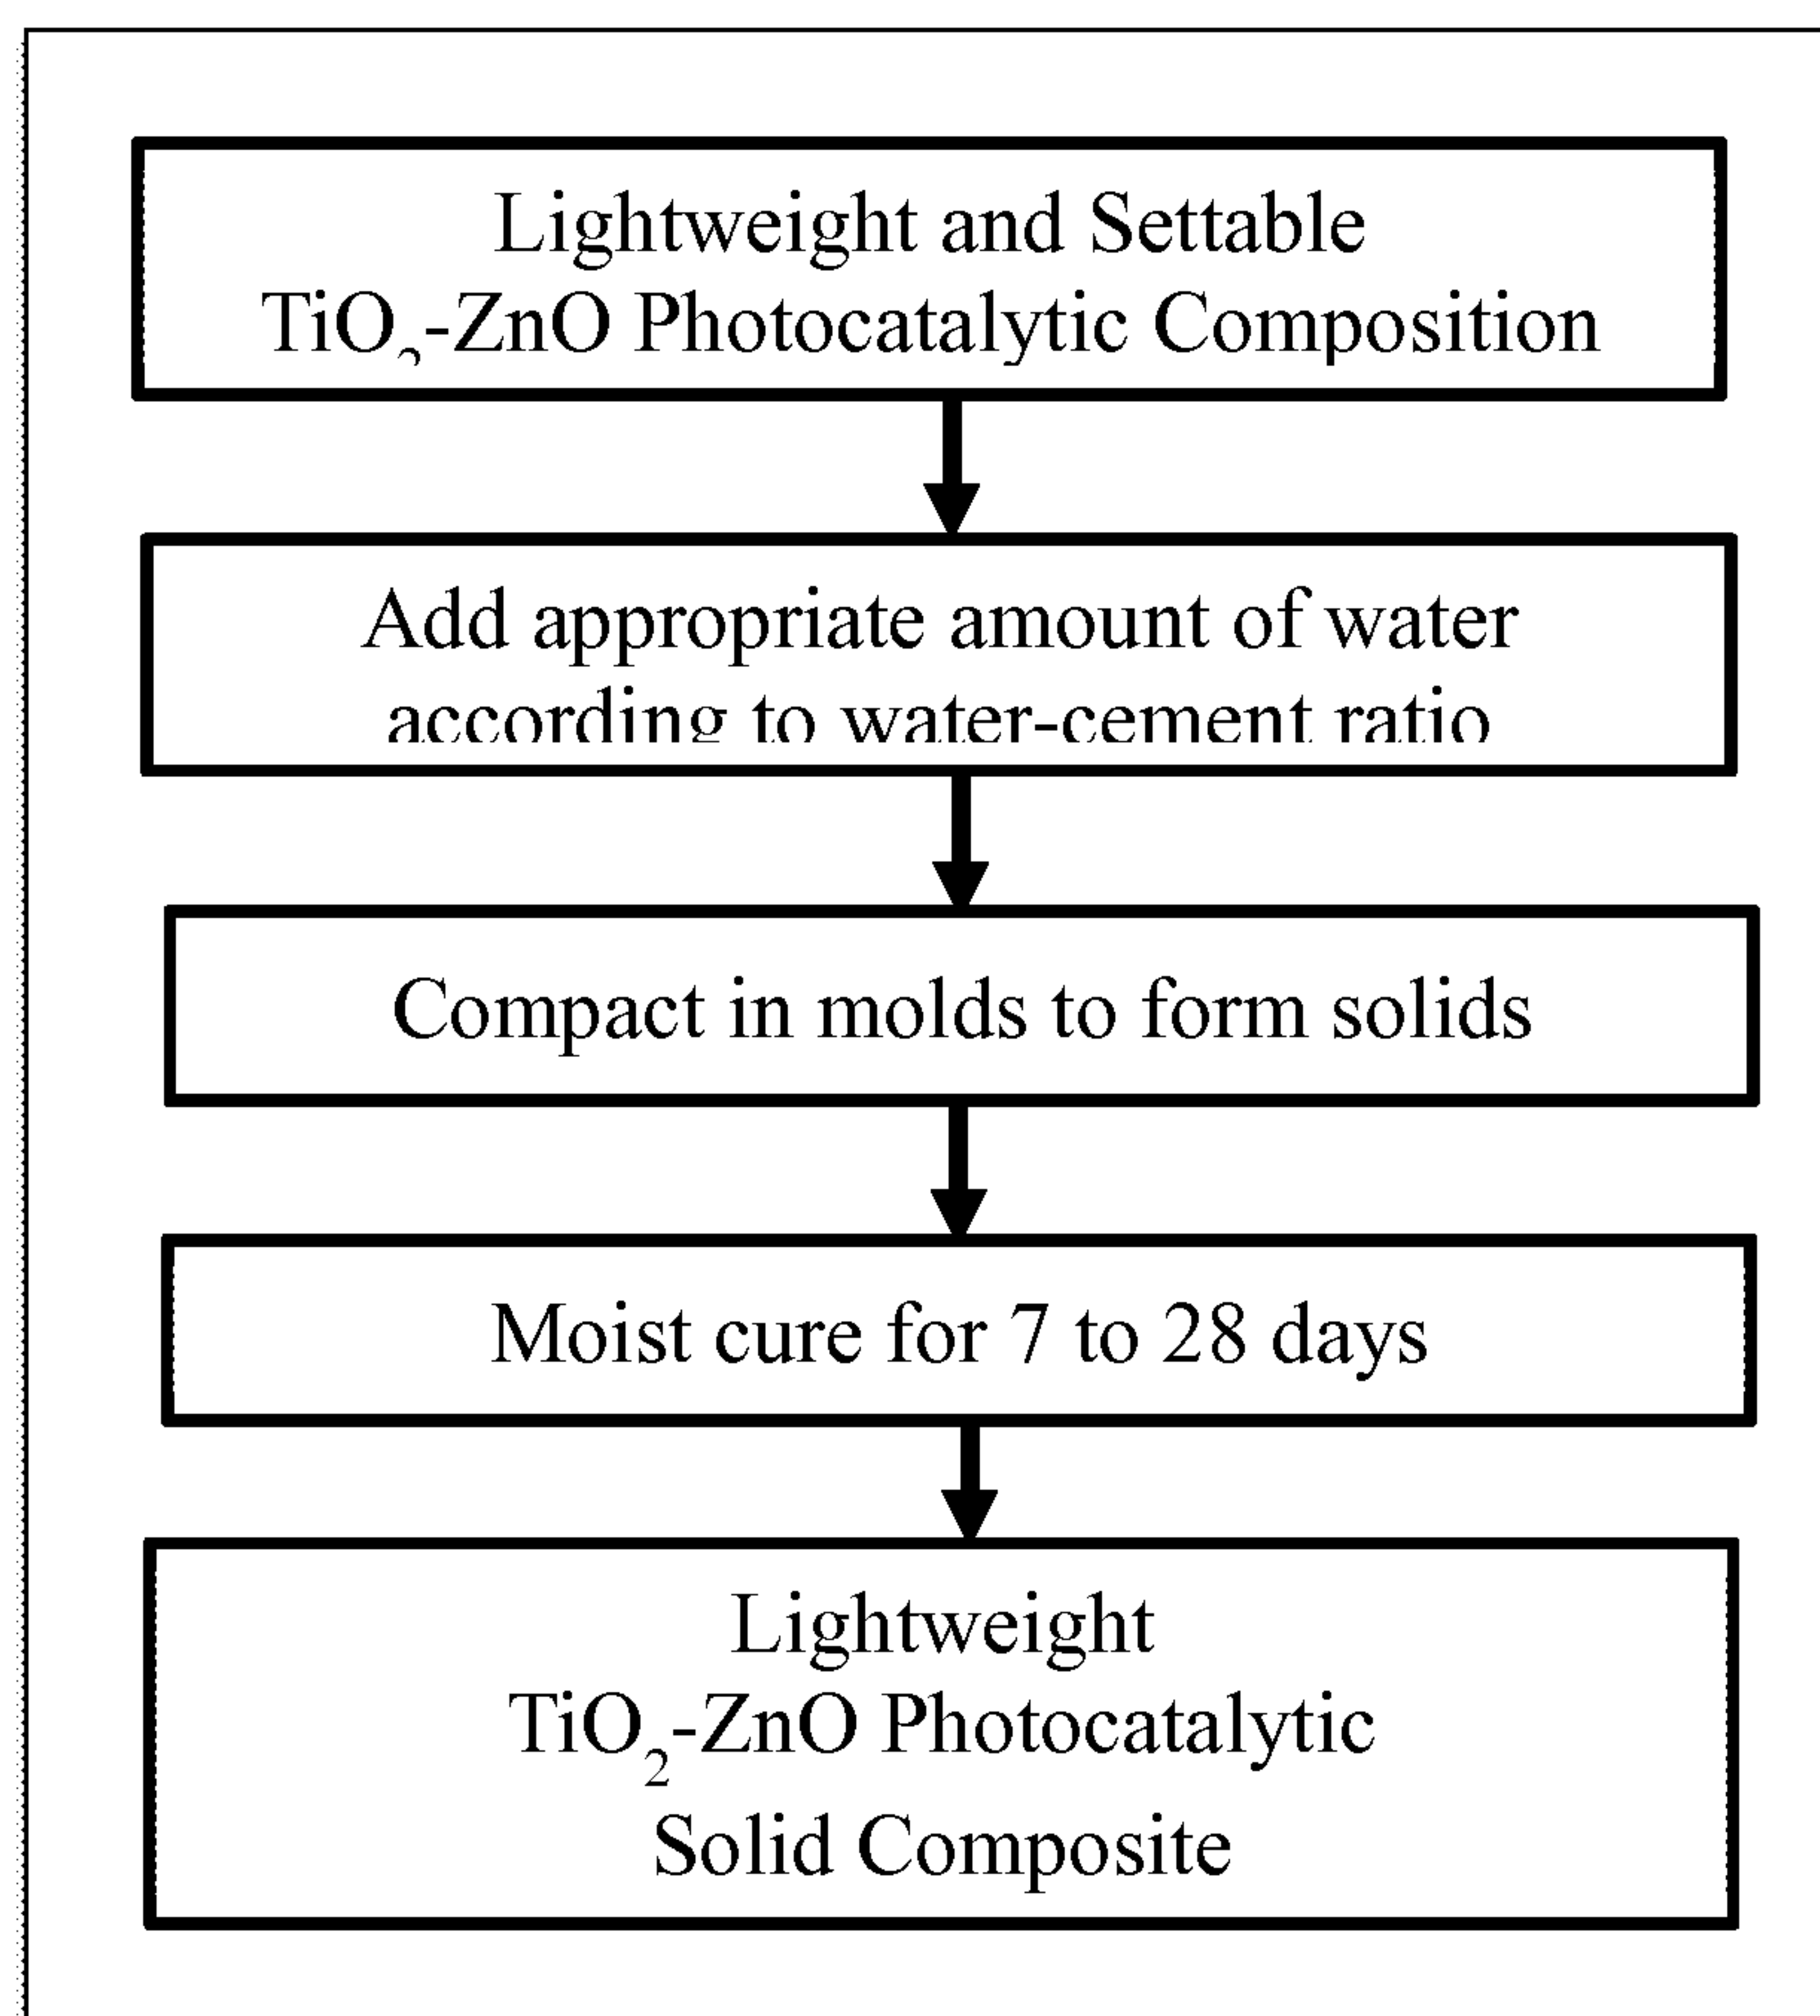 Lightweight and Settable
TiO₂-ZnO Photocatalytic Composition
Add appropriate amount of water
according to water-cement ratio
Compact in molds to form solids
Moist cure for 7 to 28 days
Lightweight
TiO₂-ZnO Photocatalytic
Solid Composite